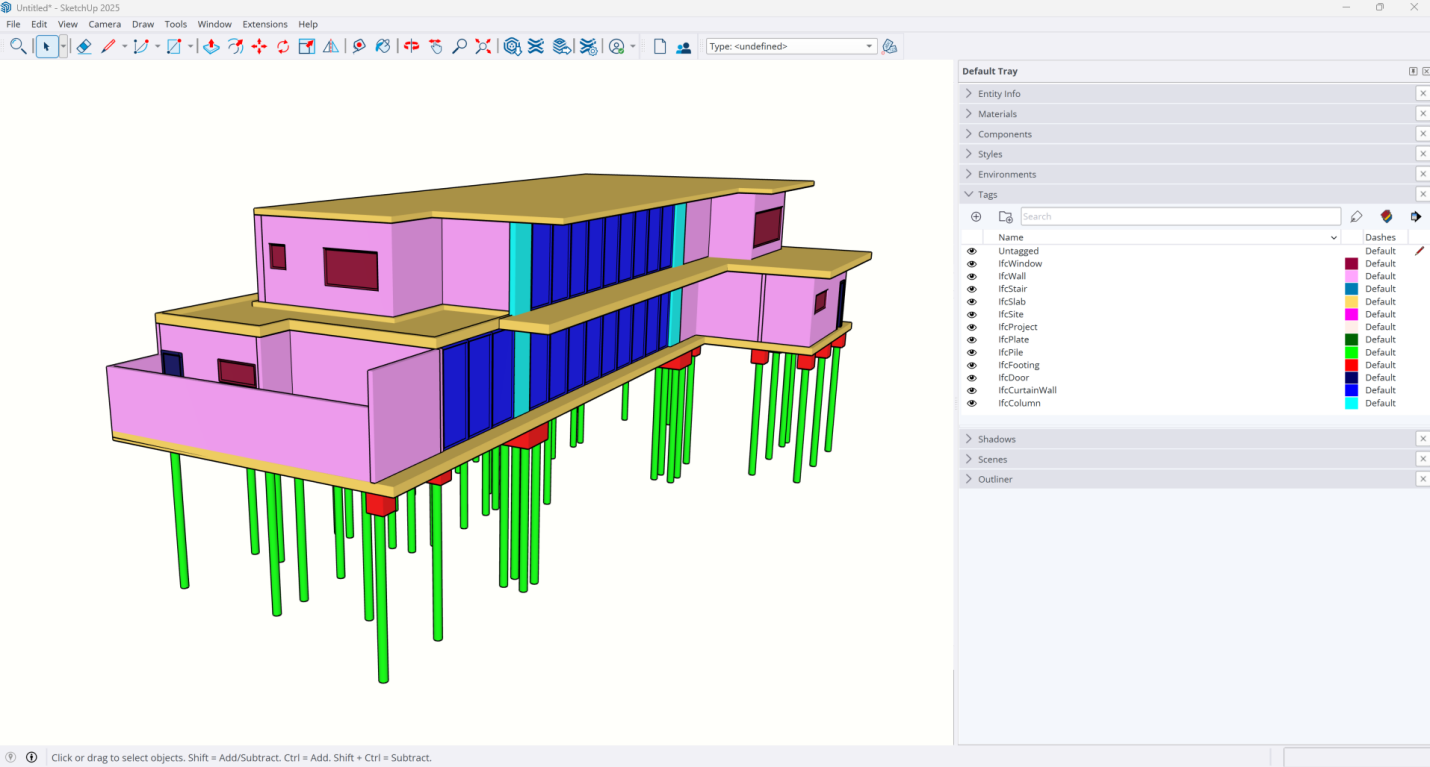 Untitled* - SketchUp 2025
File Edit View Camera Draw Tools Window Extensions Help
Type: <undefined>
Default Tray
Entity Info
Materials
Components
Styles
Environments
Tags
Search
Name Dashes
Untagged Default
IfcWindow Default
IfcWall Default
IfcStair Default
IfcSlab Default
IfcSite Default
IfcProject Default
IfcPlate Default
IfcPile Default
IfcFooting Default
IfcDoor Default
IfcCurtainWall Default
IfcColumn Default
Shadows
Scenes
Outliner
Click or drag to select objects. Shift = Add/Subtract. Ctrl = Add. Shift + Ctrl = Subtract.